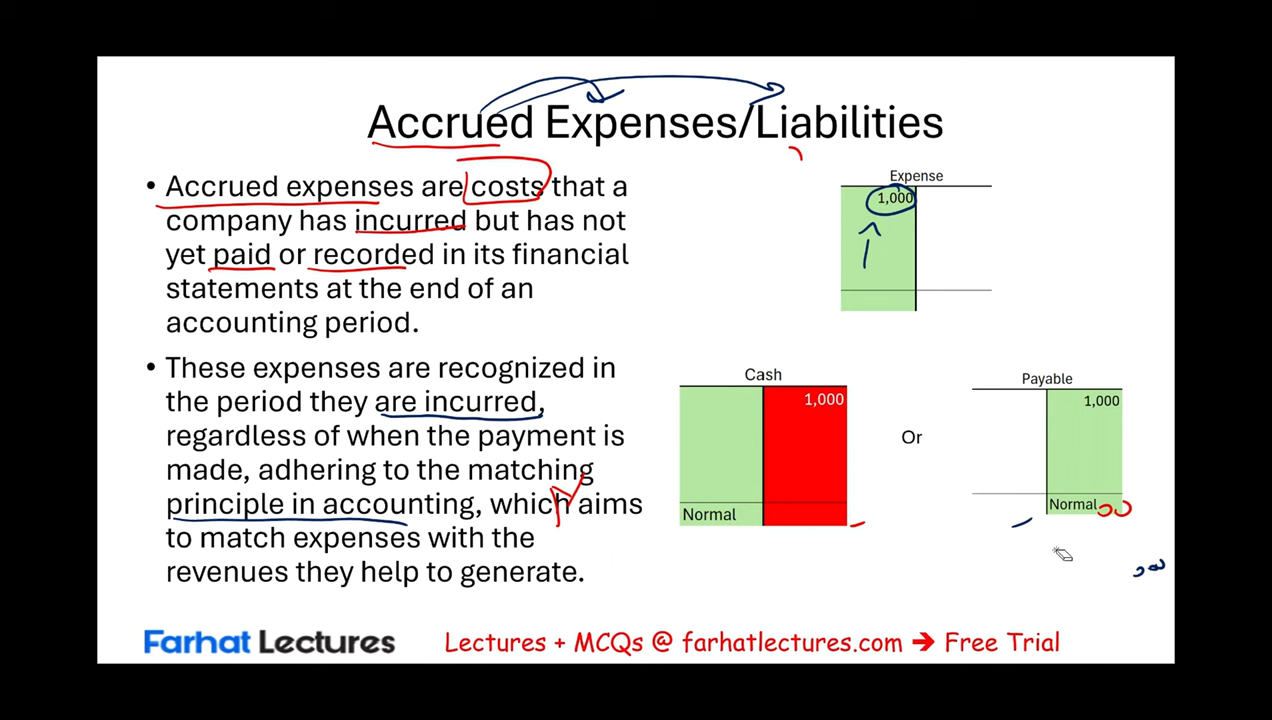 Accrued Expenses/Liabilities
• Accrued expenses are costs that a
company has incurred but has not
yet paid or recorded in its financial
statements at the end of an
accounting period.
• These expenses are recognized in
the period they are incurred,
regardless of when the payment is
made, adhering to the matching
principle in accounting, which aims
to match expenses with the
revenues they help to generate.
Expense
1,000
Cash
1,000
Normal
Or
Payable
1,000
Normal
Farhat Lectures
Lectures + MCQs @ farhatlectures.com ➔ Free Trial